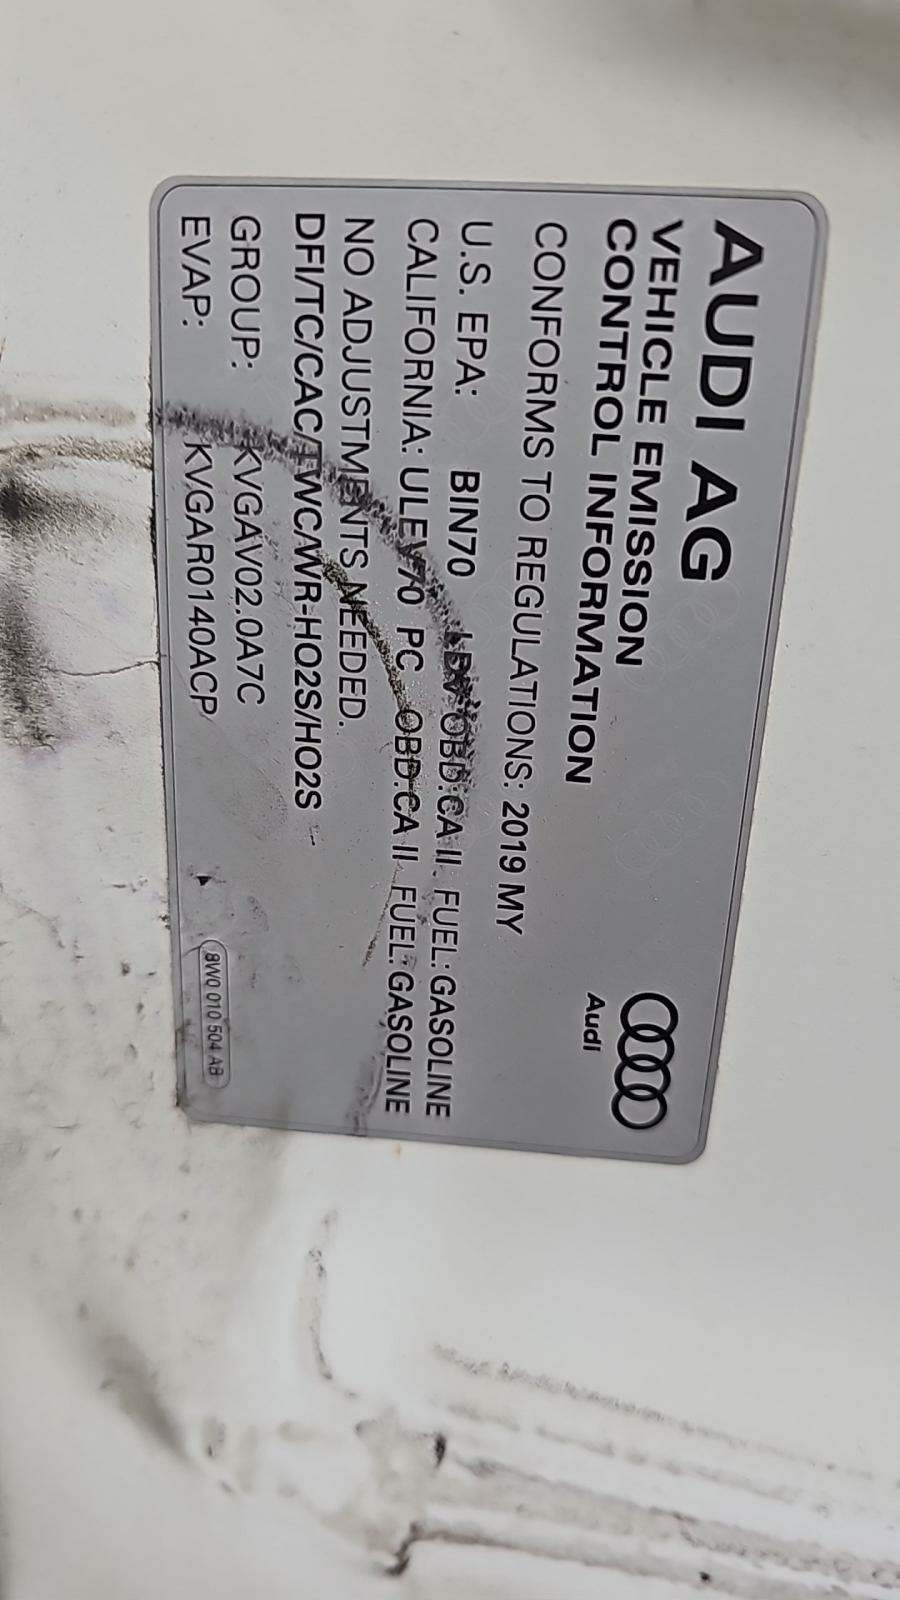 AUDI AG
VEHICLE EMISSION
CONTROL INFORMATION
Audi
CONFORMS TO REGULATIONS: 2019 MY
U.S. EPA: BIN70 LDV OBD:CA II FUEL:GASOLINE
CALIFORNIA: ULEV70 PC OBD:CA II FUEL:GASOLINE
NO ADJUSTMENTS NEEDED.
DFI/TC/CAC/TWC/WR-HO2S/HO2S
GROUP: KVGAV02.0A7C
EVAP: KVGAR0140ACP
8W0 010 504 AB